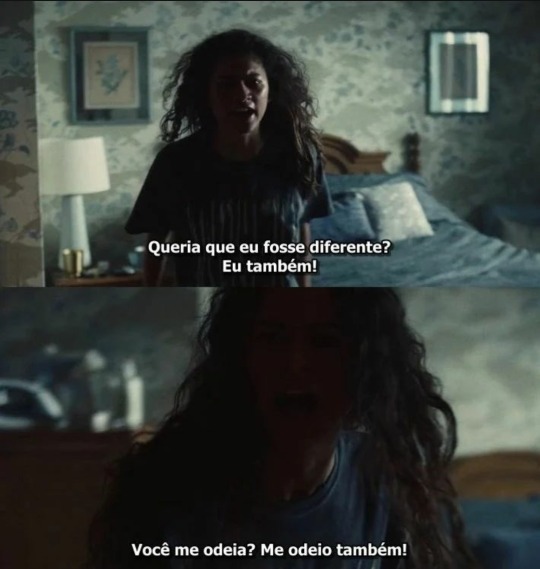 Queria que eu fosse diferente?
Eu também!
Você me odeia? Me odeio também!